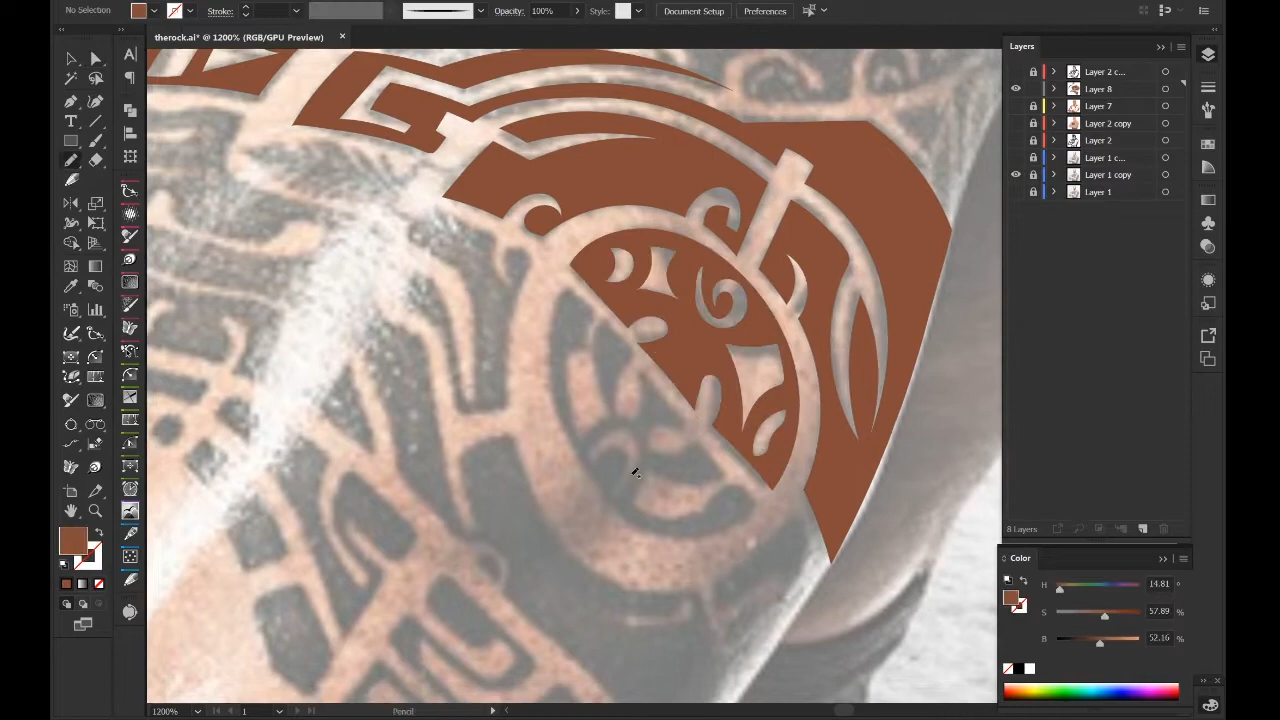 No Selection
Stroke:
Opacity: 100%
Style:
Document Setup
Preferences
therock.ai* @ 1200% (RGB/GPU Preview)
Layers
Layer 2 c...
Layer 8
Layer 7
Layer 2 copy
Layer 2
Layer 1 c...
Layer 1 copy
Layer 1
8 Layers
Color
H 14.81 °
S 57.89 %
B 52.16 %
1200%
1
Pencil